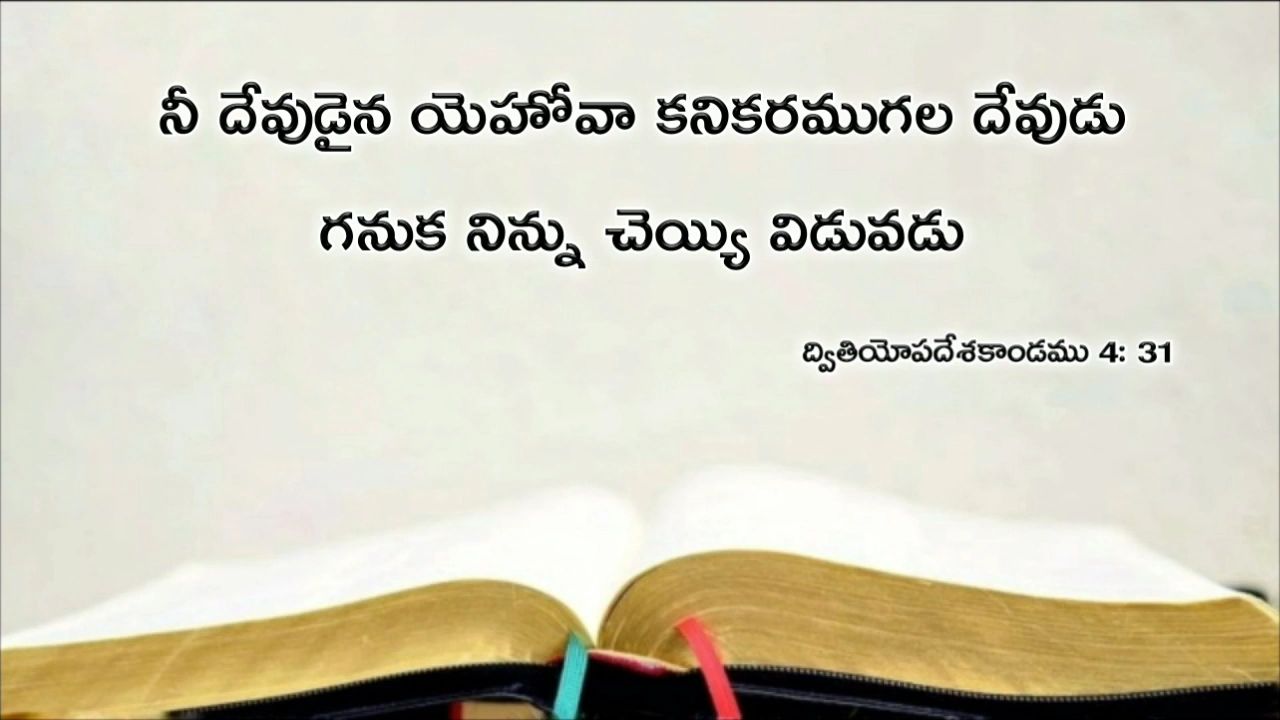 నీ దేవుడైన యెహోవా కనికరముగల దేవుడు
గనుక నిన్ను చెయ్యి విడువడు
ద్వితియోపదేశకాండము 4: 31